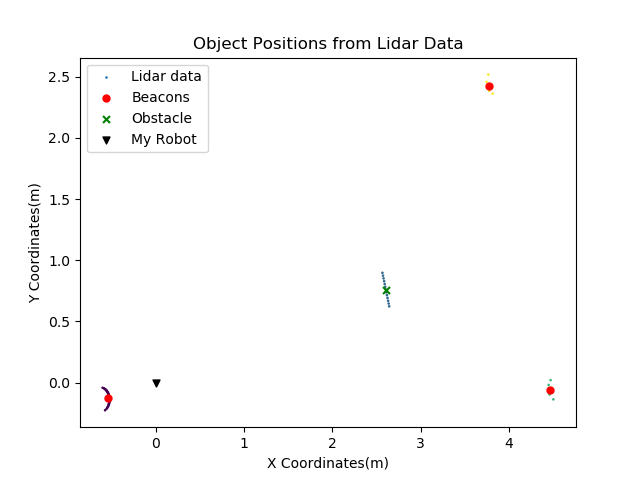 Object Positions from Lidar Data
Lidar data
Beacons
Obstacle
My Robot
2.5
2.0
1.5
1.0
0.5
0.0
Y Coordinates(m)
0 1 2 3 4
X Coordinates(m)